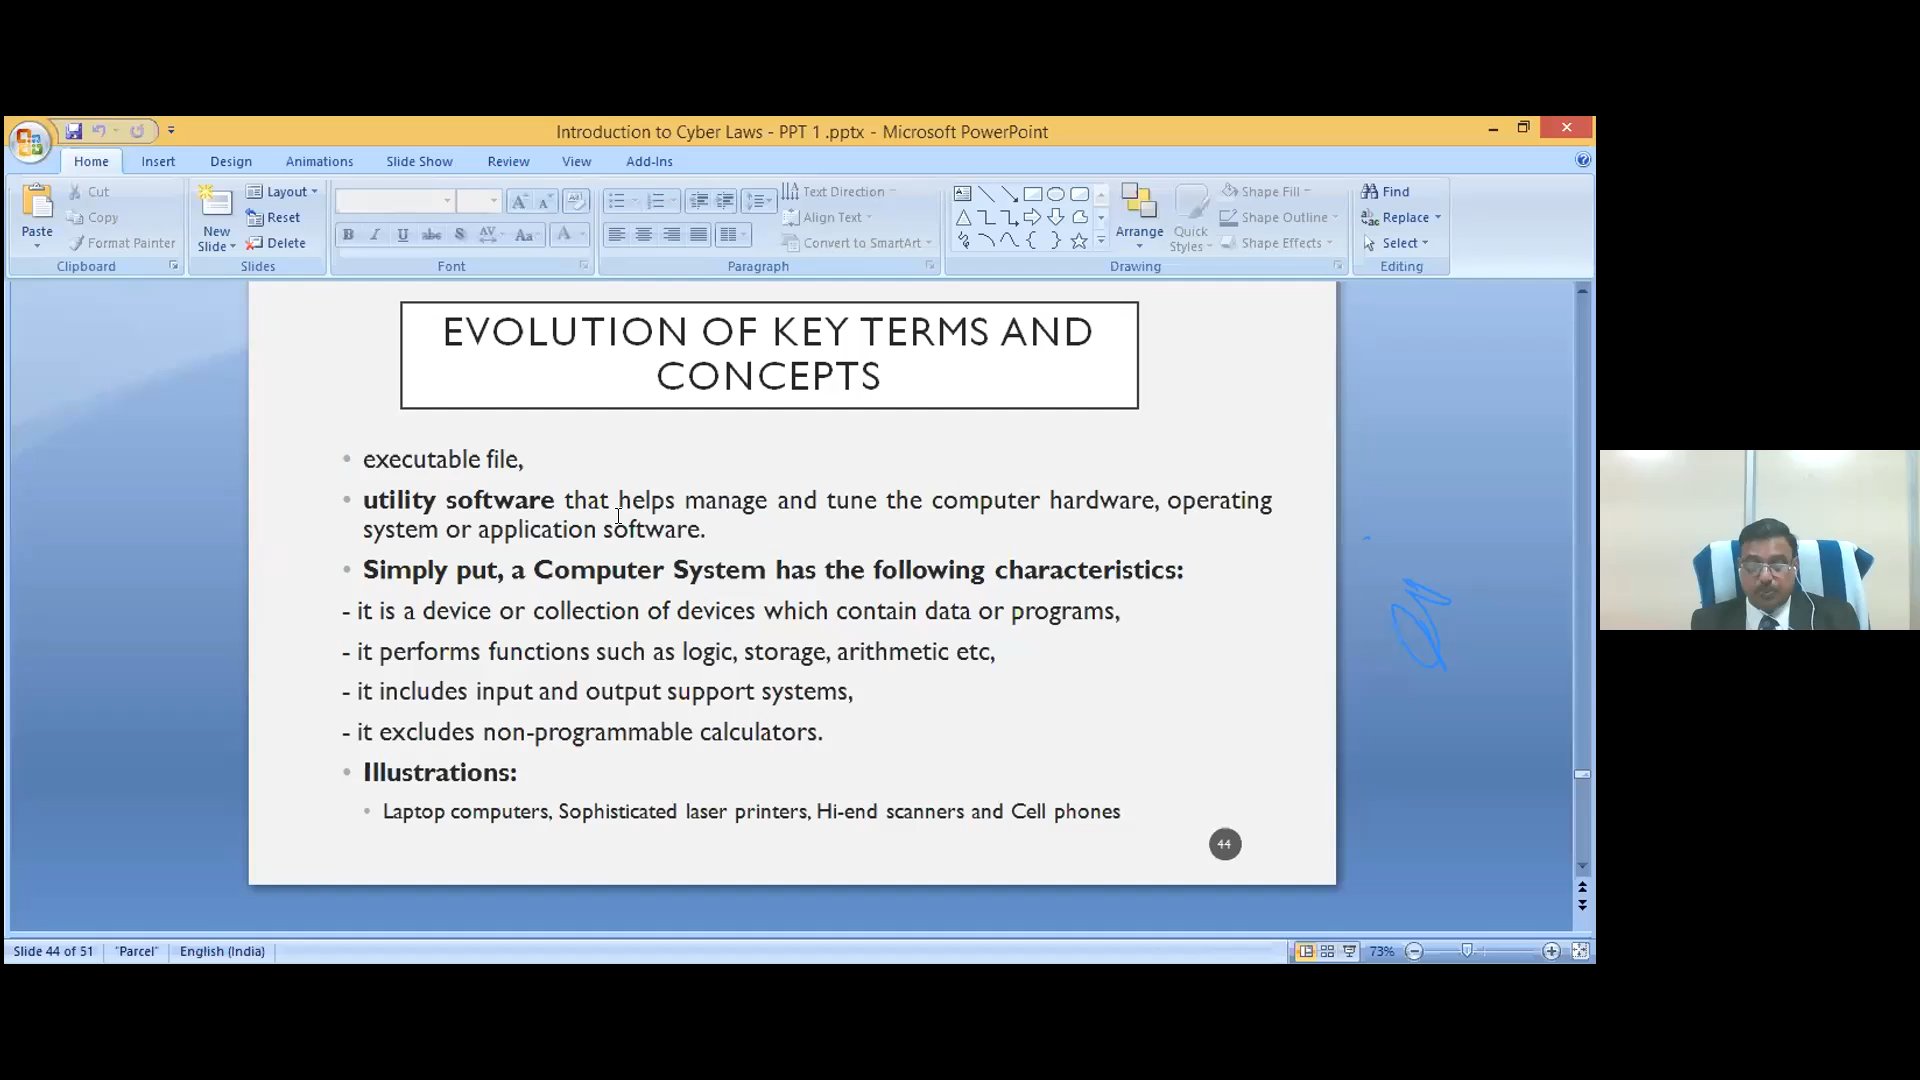 Introduction to Cyber Laws - PPT 1 .pptx - Microsoft PowerPoint
Home Insert Design Animations Slide Show Review View Add-Ins
Paste
Cut
Copy
Format Painter
Clipboard
New Slide
Layout
Reset
Delete
Slides
Font
Text Direction
Align Text
Convert to SmartArt
Paragraph
Arrange
Quick Styles
Shape Fill
Shape Outline
Shape Effects
Drawing
Find
Replace
Select
Editing
EVOLUTION OF KEY TERMS AND
CONCEPTS
• executable file,
• utility software that helps manage and tune the computer hardware, operating
system or application software.
• Simply put, a Computer System has the following characteristics:
- it is a device or collection of devices which contain data or programs,
- it performs functions such as logic, storage, arithmetic etc,
- it includes input and output support systems,
- it excludes non-programmable calculators.
• Illustrations:
• Laptop computers, Sophisticated laser printers, Hi-end scanners and Cell phones
44
Slide 44 of 51 "Parcel" English (India) 73%